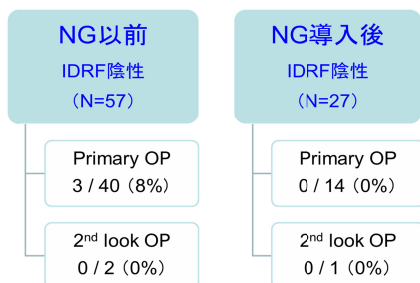 NG以前
IDRF陰性
（N=57）
Primary OP
3 / 40（8%）
2nd look OP
0 / 2（0%）
NG導入後
IDRF陰性
（N=27）
Primary OP
0 / 14（0%）
2nd look OP
0 / 1（0%）